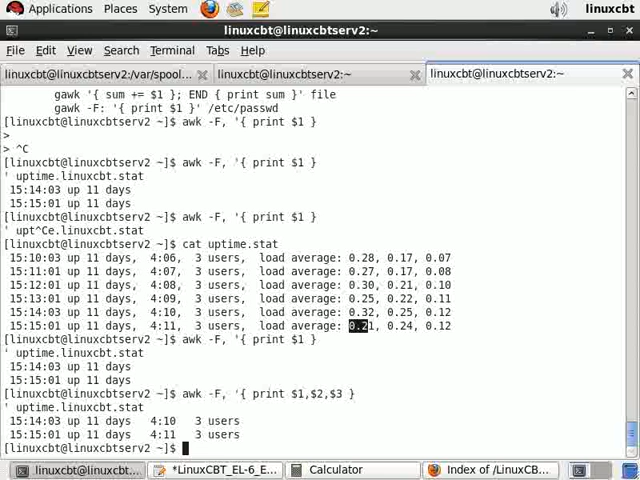 Applications Places System linuxcbt
linuxcbt@linuxcbtserv2:~
File Edit View Search Terminal Tabs Help
linuxcbt@linuxcbtserv2:/var/spool... linuxcbt@linuxcbtserv2:~ linuxcbt@linuxcbtserv2:~
gawk '{ sum += $1 }; END { print sum }' file
gawk -F: '{ print $1 }' /etc/passwd
[linuxcbt@linuxcbtserv2 ~]$ awk -F, '{ print $1 }
>
> ^C
[linuxcbt@linuxcbtserv2 ~]$ awk -F, '{ print $1 }
' uptime.linuxcbt.stat
15:14:03 up 11 days
15:15:01 up 11 days
[linuxcbt@linuxcbtserv2 ~]$ awk -F, '{ print $1 }
' upt^Ce.linuxcbt.stat
[linuxcbt@linuxcbtserv2 ~]$ cat uptime.stat
15:10:03 up 11 days, 4:06, 3 users, load average: 0.28, 0.17, 0.07
15:11:01 up 11 days, 4:07, 3 users, load average: 0.27, 0.17, 0.08
15:12:01 up 11 days, 4:08, 3 users, load average: 0.30, 0.21, 0.10
15:13:01 up 11 days, 4:09, 3 users, load average: 0.25, 0.22, 0.11
15:14:03 up 11 days, 4:10, 3 users, load average: 0.32, 0.25, 0.12
15:15:01 up 11 days, 4:11, 3 users, load average: 0.21, 0.24, 0.12
[linuxcbt@linuxcbtserv2 ~]$ awk -F, '{ print $1 }
' uptime.linuxcbt.stat
15:14:03 up 11 days
15:15:01 up 11 days
[linuxcbt@linuxcbtserv2 ~]$ awk -F, '{ print $1,$2,$3 }
' uptime.linuxcbt.stat
15:14:03 up 11 days 4:10 3 users
15:15:01 up 11 days 4:11 3 users
[linuxcbt@linuxcbtserv2 ~]$
linuxcbt@linuxcbt... *LinuxCBT_EL-6_E... Calculator Index of /LinuxCB...